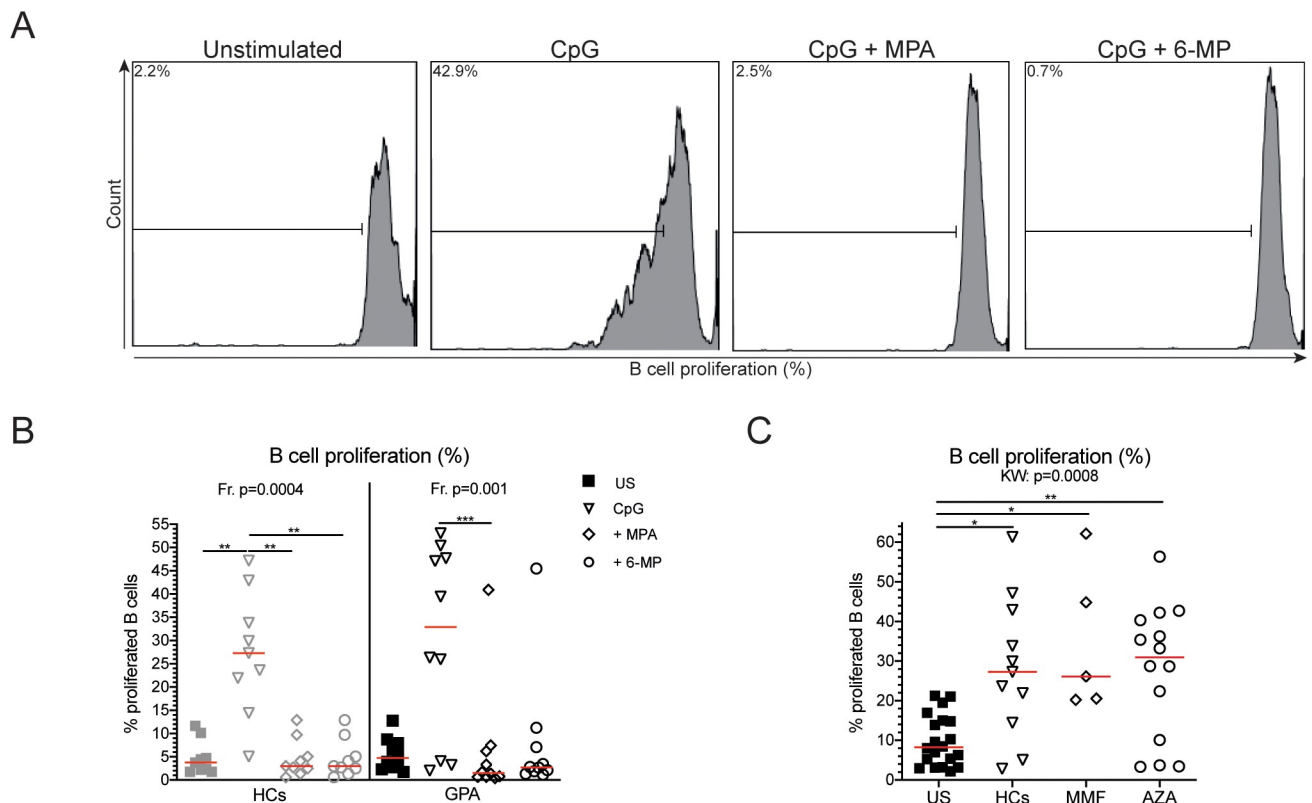 A
Unstimulated
CpG
CpG + MPA
CpG + 6-MP
2.2%
42.9%
2.5%
0.7%
Count
B cell proliferation (%)
B
B cell proliferation (%)
Fr. p=0.0004
Fr. p=0.001
US
CpG
+ MPA
+ 6-MP
**
**
**
***
% proliferated B cells
55
50
45
40
35
30
25
20
15
10
5
0
HCs
GPA
C
B cell proliferation (%)
KW: p=0.0008
**
*
*
% proliferated B cells
60
50
40
30
20
10
0
US
HCs
MMF
AZA